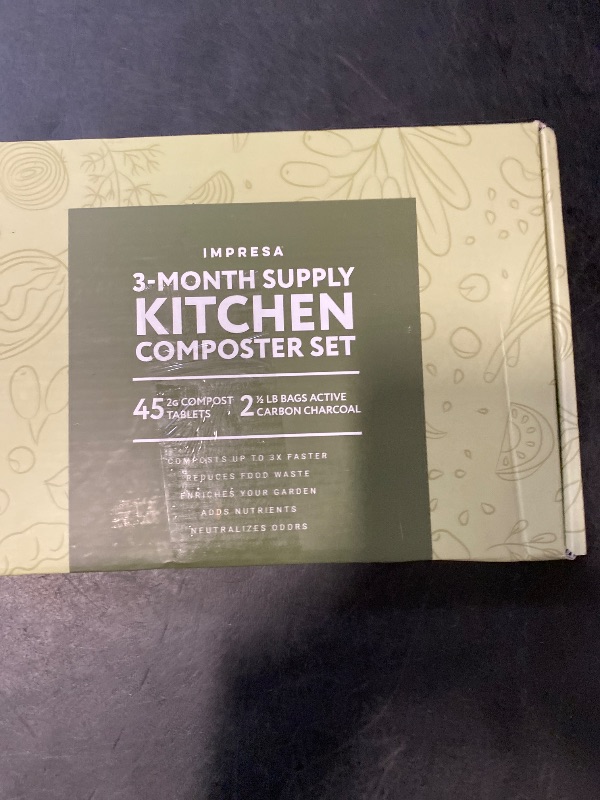 IMPRESA
3-MONTH SUPPLY
KITCHEN
COMPOSTER SET
45 2G COMPOST TABLETS, 2 ½ LB BAGS ACTIVE CARBON CHARCOAL
COMPOSTS UP TO 3X FASTER
REDUCES FOOD WASTE
ENRICHES YOUR GARDEN
ADDS NUTRIENTS
NEUTRALIZES ODORS